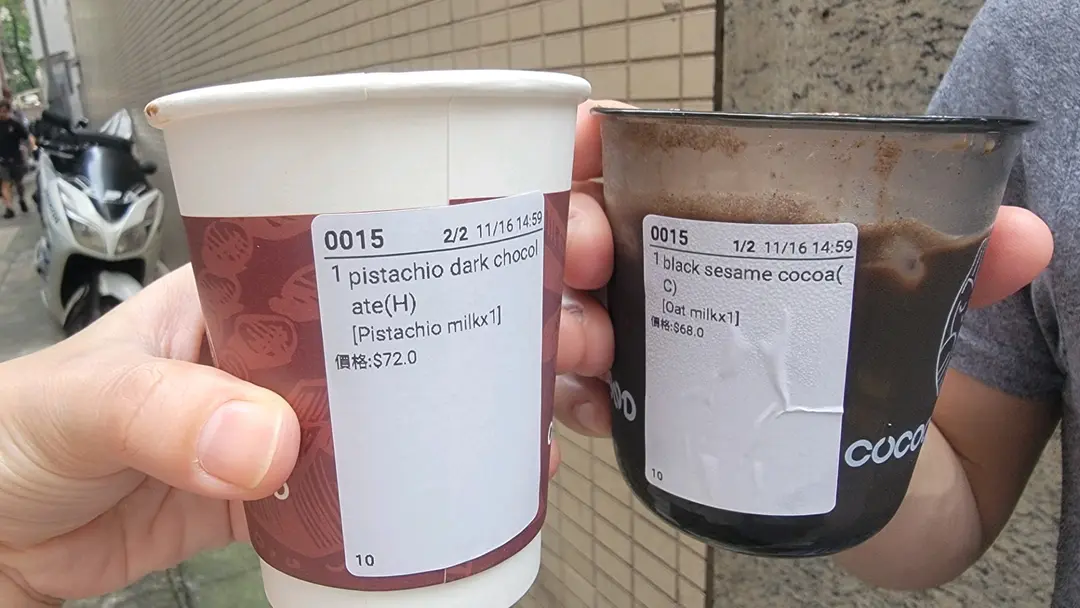 0015 2/2 11/16 14:59
1 pistachio dark chocol
ate(H)
[Pistachio milkx1]
價格:$72.0
10
0015 1/2 11/16 14:59
1 black sesame cocoa(
C)
[Oat milkx1]
價格:$68.0
10
COCO